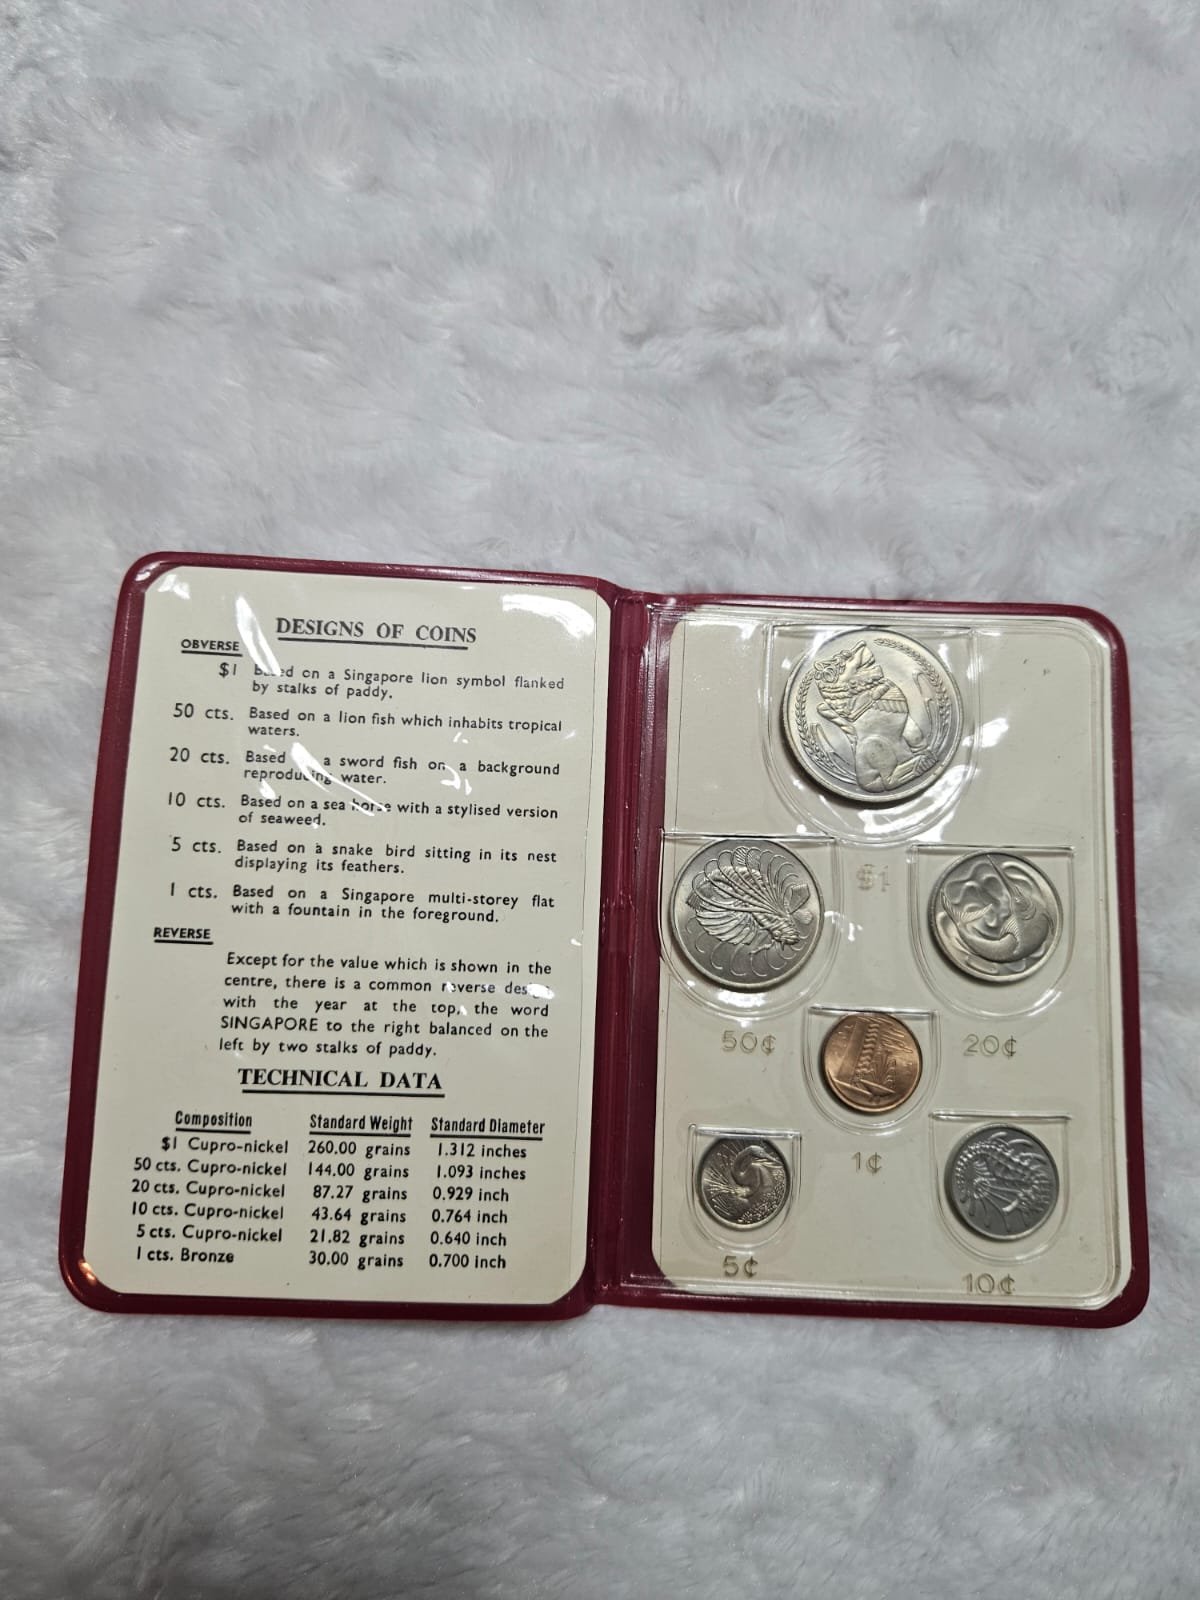 DESIGNS OF COINS
OBVERSE
$1 Based on a Singapore lion symbol flanked
by stalks of paddy.
50 cts. Based on a lion fish which inhabits tropical
waters.
20 cts. Based a sword fish on a background
reproducing water.
10 cts. Based on a sea horse with a stylised version
of seaweed.
5 cts. Based on a snake bird sitting in its nest
displaying its feathers.
1 cts. Based on a Singapore multi-storey flat
with a fountain in the foreground.
REVERSE
Except for the value which is shown in the
centre, there is a common reverse design
with the year at the top, the word
SINGAPORE to the right balanced on the
left by two stalks of paddy.
TECHNICAL DATA
Composition Standard Weight Standard Diameter
$1 Cupro-nickel 260.00 grains 1.312 inches
50 cts. Cupro-nickel 144.00 grains 1.093 inches
20 cts. Cupro-nickel 87.27 grains 0.929 inch
10 cts. Cupro-nickel 43.64 grains 0.764 inch
5 cts. Cupro-nickel 21.82 grains 0.640 inch
1 cts. Bronze 30.00 grains 0.700 inch
$1
50¢
20¢
1¢
5¢
10¢